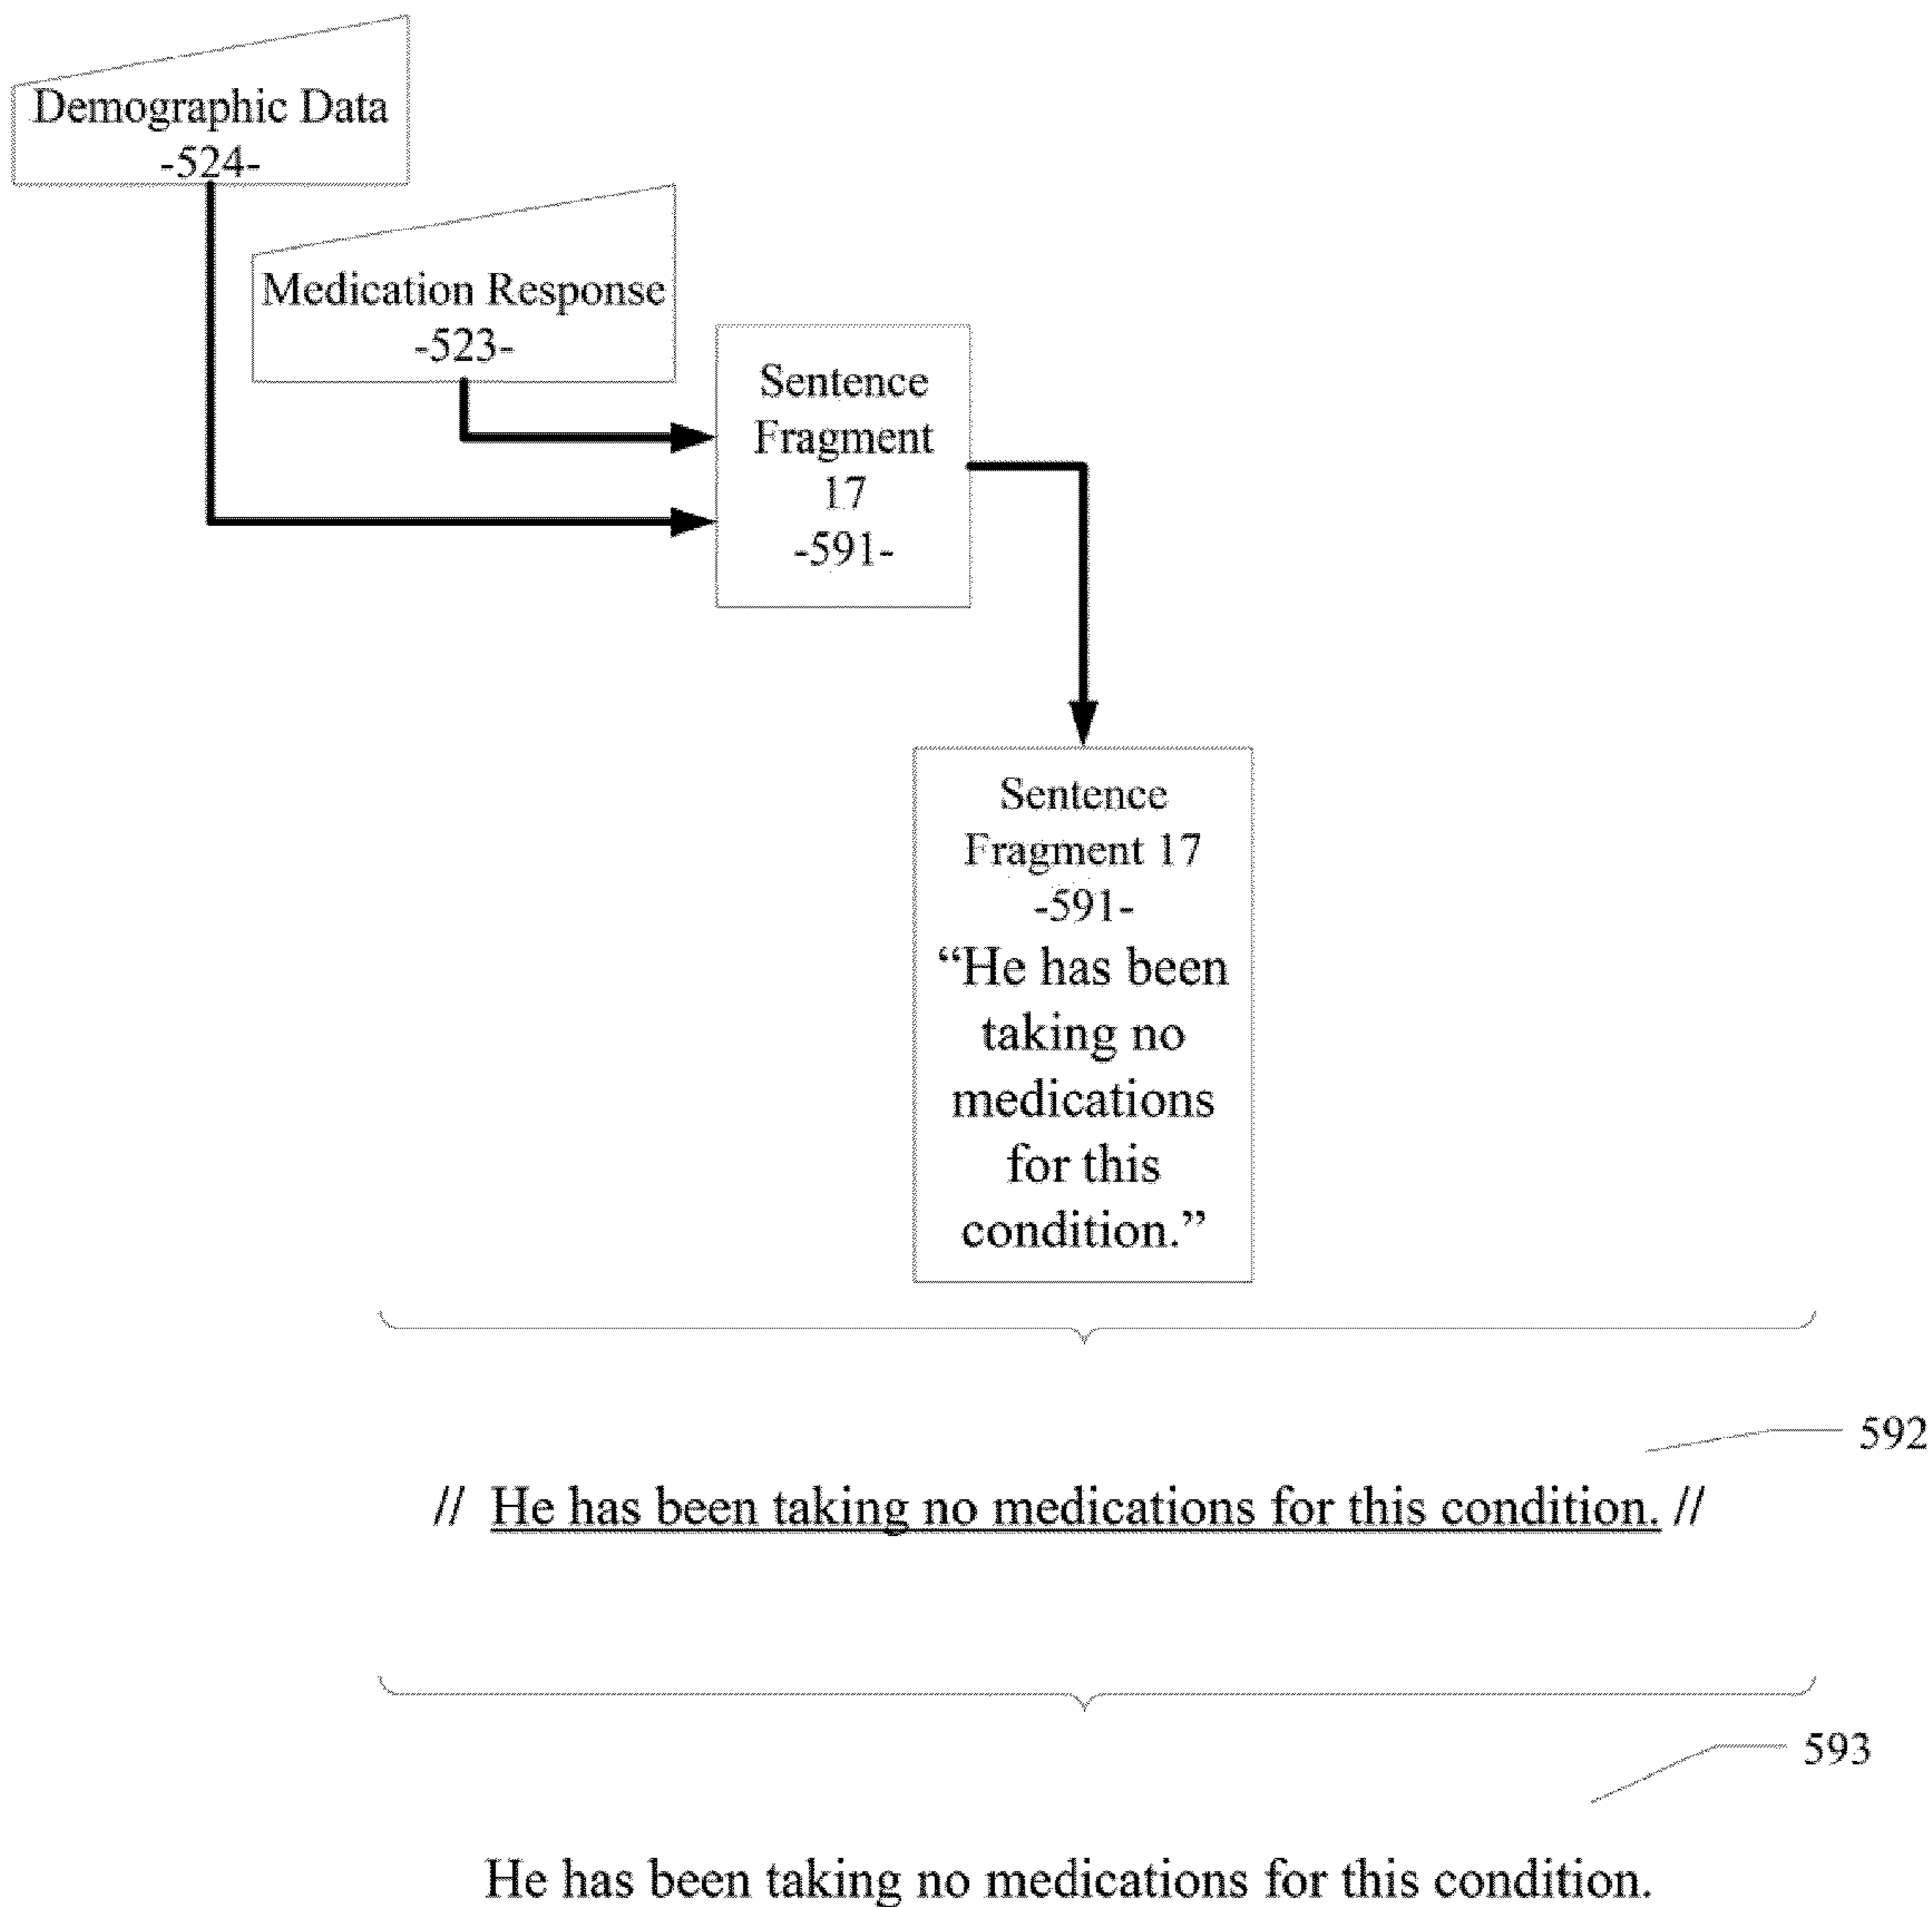 Demographic Data
-524-
Medication Response
-523-
Sentence
Fragment
17
-591-
Sentence
Fragment 17
-591-
“He has been
taking no
medications
for this
condition.”
592
// He has been taking no medications for this condition. //
593
He has been taking no medications for this condition.